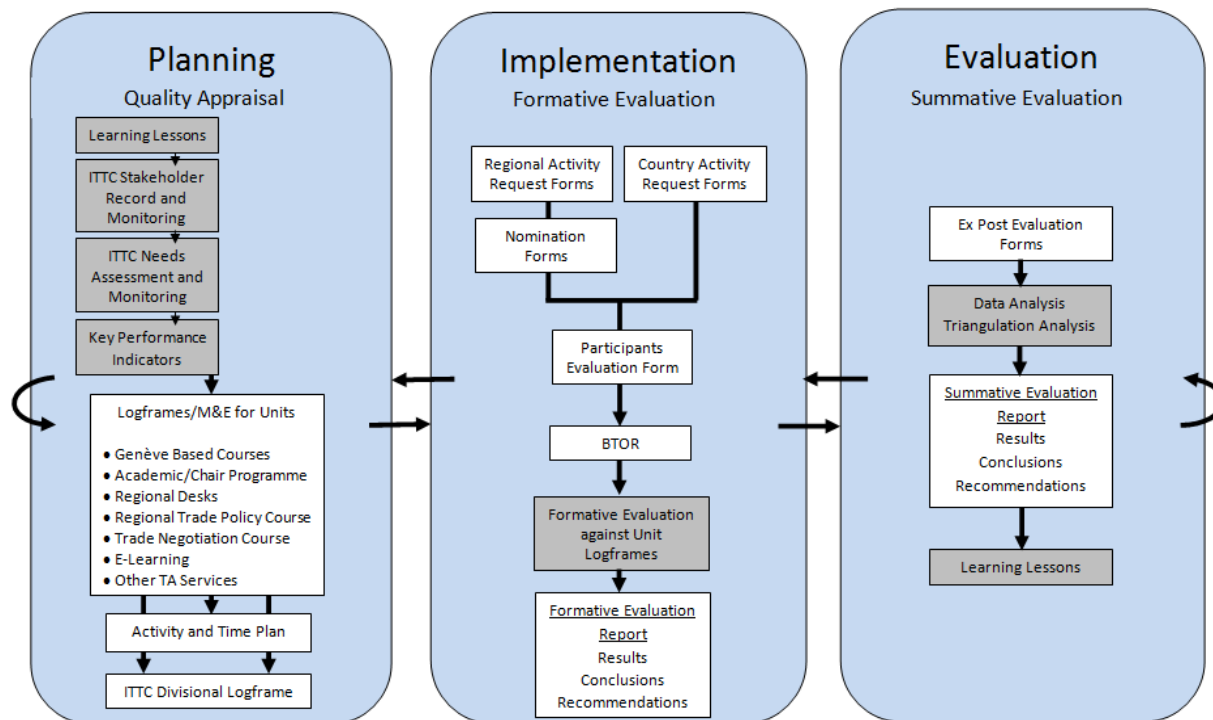 Planning
Quality Appraisal
Learning Lessons
ITTC Stakeholder
Record and
Monitoring
ITTC Needs
Assessment and
Monitoring
Key Performance
Indicators
Logframes/M&E for Units
● Genève Based Courses
● Academic/Chair Programme
● Regional Desks
● Regional Trade Policy Course
● Trade Negotiation Course
● E-Learning
● Other TA Services
Activity and Time Plan
ITTC Divisional Logframe
Implementation
Formative Evaluation
Regional Activity
Request Forms
Country Activity
Request Forms
Nomination
Forms
Participants
Evaluation Form
BTOR
Formative Evaluation
against Unit
Logframes
Formative Evaluation
Report
Results
Conclusions
Recommendations
Evaluation
Summative Evaluation
Ex Post Evaluation
Forms
Data Analysis
Triangulation Analysis
Summative Evaluation
Report
Results
Conclusions
Recommendations
Learning Lessons